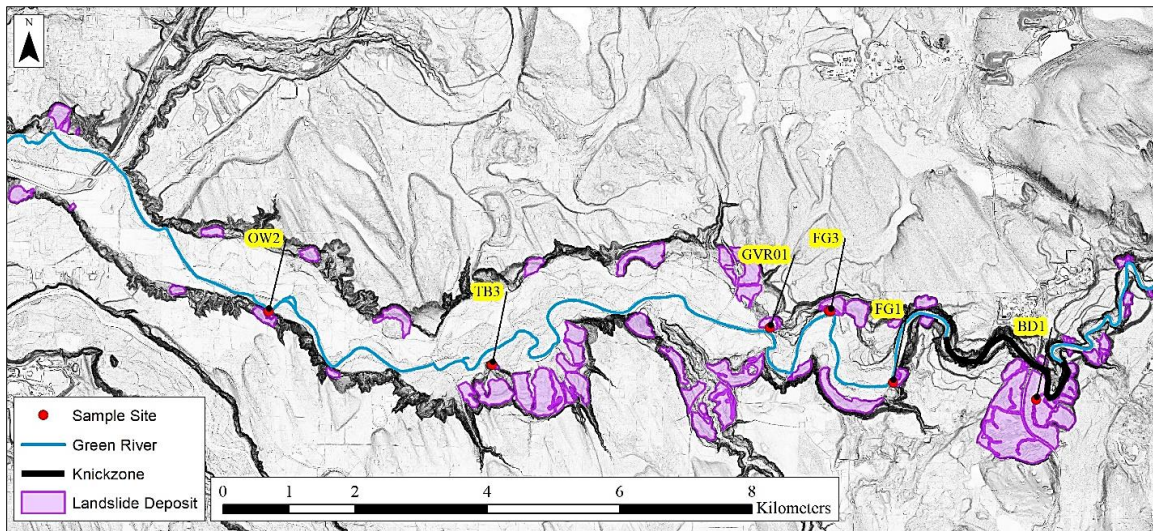 N
OW2
TB3
GVR01
FG3
FG1
BD1
Sample Site
Green River
Knickzone
Landslide Deposit
0 1 2 4 6 8
Kilometers